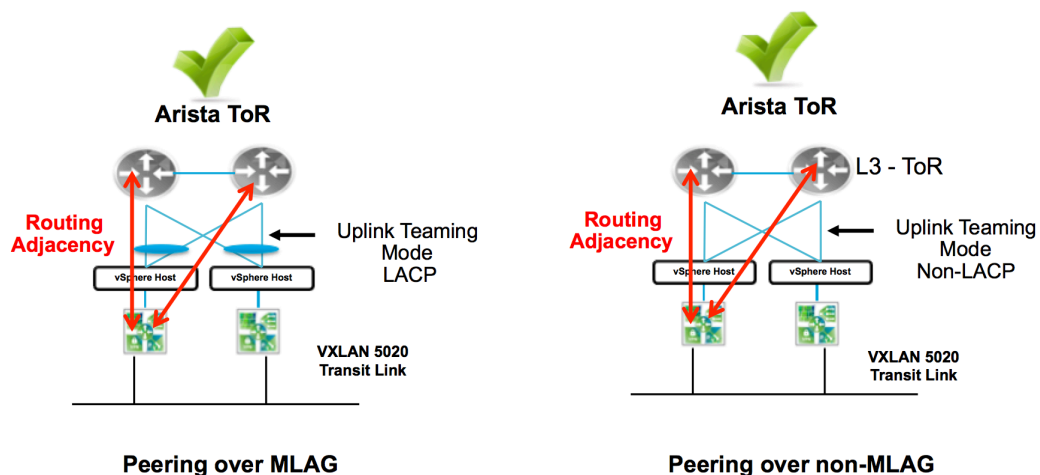 Arista ToR
Routing
Adjacency
Uplink Teaming
Mode
LACP
vSphere Host
vSphere Host
VXLAN 5020
Transit Link
Peering over MLAG
Arista ToR
L3 - ToR
Routing
Adjacency
Uplink Teaming
Mode
Non-LACP
vSphere Host
vSphere Host
VXLAN 5020
Transit Link
Peering over non-MLAG